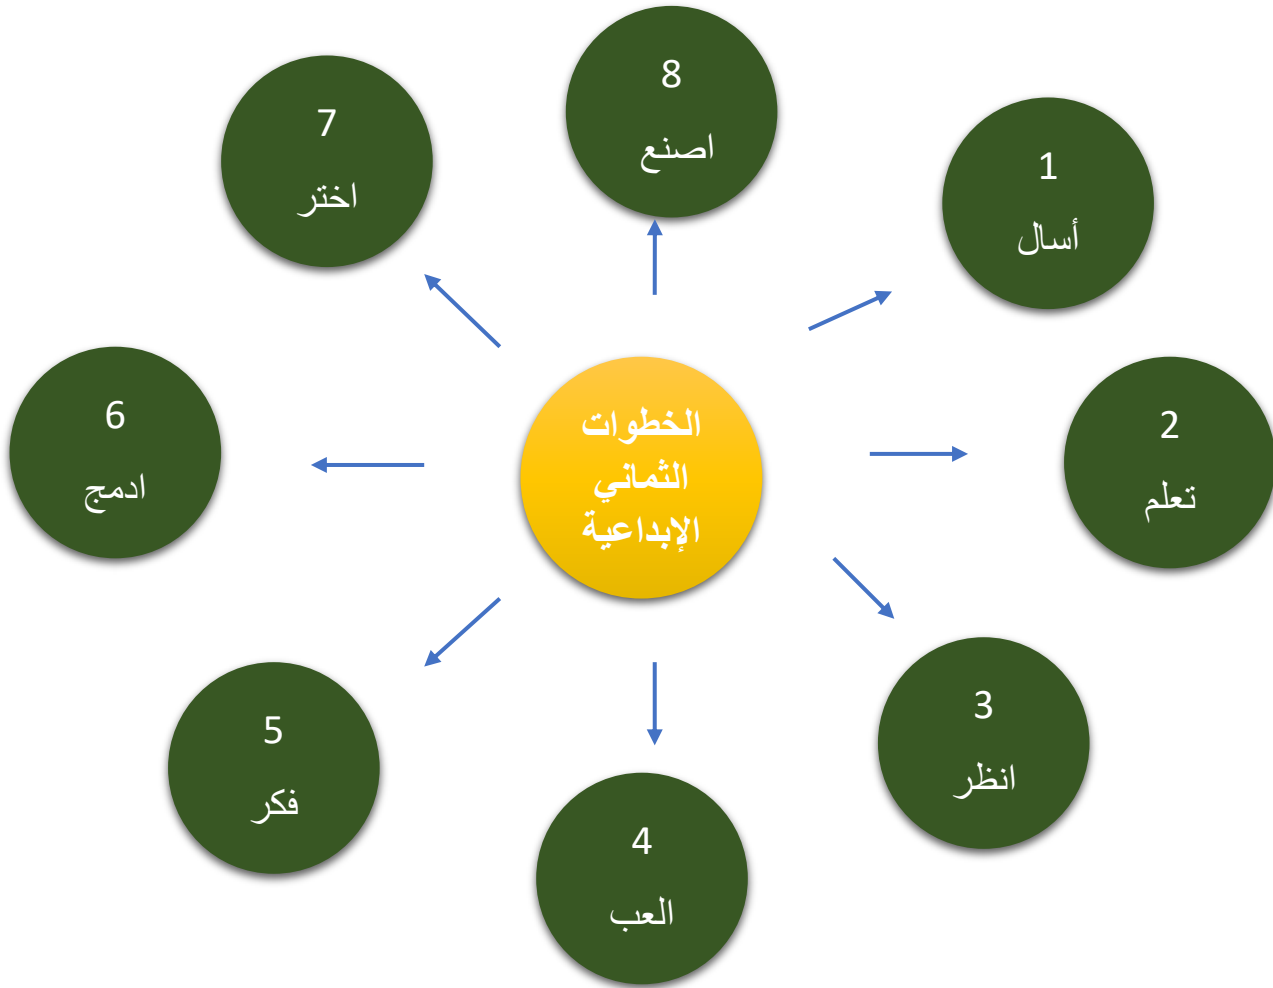 الخطوات
الثماني
الإبداعية
1
أسال
2
تعلم
3
انظر
4
العب
5
فكر
6
ادمج
7
اختر
8
اصنع